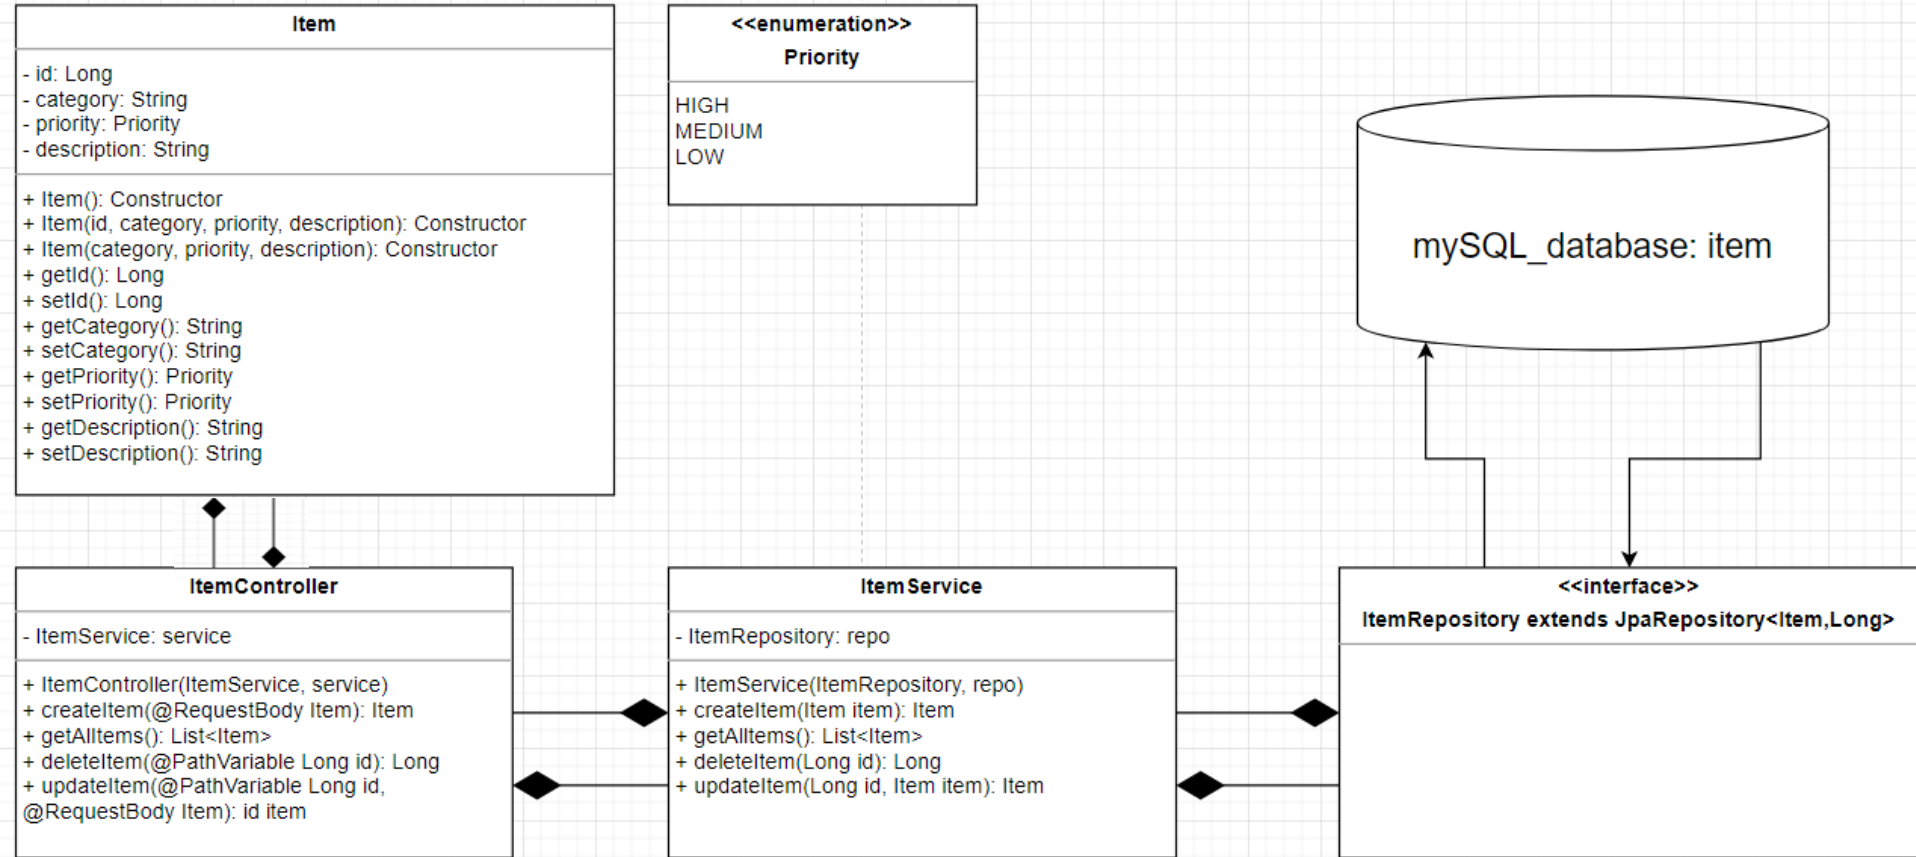 Item
- id: Long
- category: String
- priority: Priority
- description: String
+ Item(): Constructor
+ Item(id, category, priority, description): Constructor
+ Item(category, priority, description): Constructor
+ getId(): Long
+ setId(): Long
+ getCategory(): String
+ setCategory(): String
+ getPriority(): Priority
+ setPriority(): Priority
+ getDescription(): String
+ setDescription(): String
<<enumeration>>
Priority
HIGH
MEDIUM
LOW
mySQL_database: item
ItemController
- ItemService: service
+ ItemController(ItemService, service)
+ createItem(@RequestBody Item): Item
+ getAllItems(): List<Item>
+ deleteItem(@PathVariable Long id): Long
+ updateItem(@PathVariable Long id,
@RequestBody Item): id item
ItemService
- ItemRepository: repo
+ ItemService(ItemRepository, repo)
+ createItem(Item item): Item
+ getAllItems(): List<Item>
+ deleteItem(Long id): Long
+ updateItem(Long id, Item item): Item
<<interface>>
ItemRepository extends JpaRepository<Item,Long>